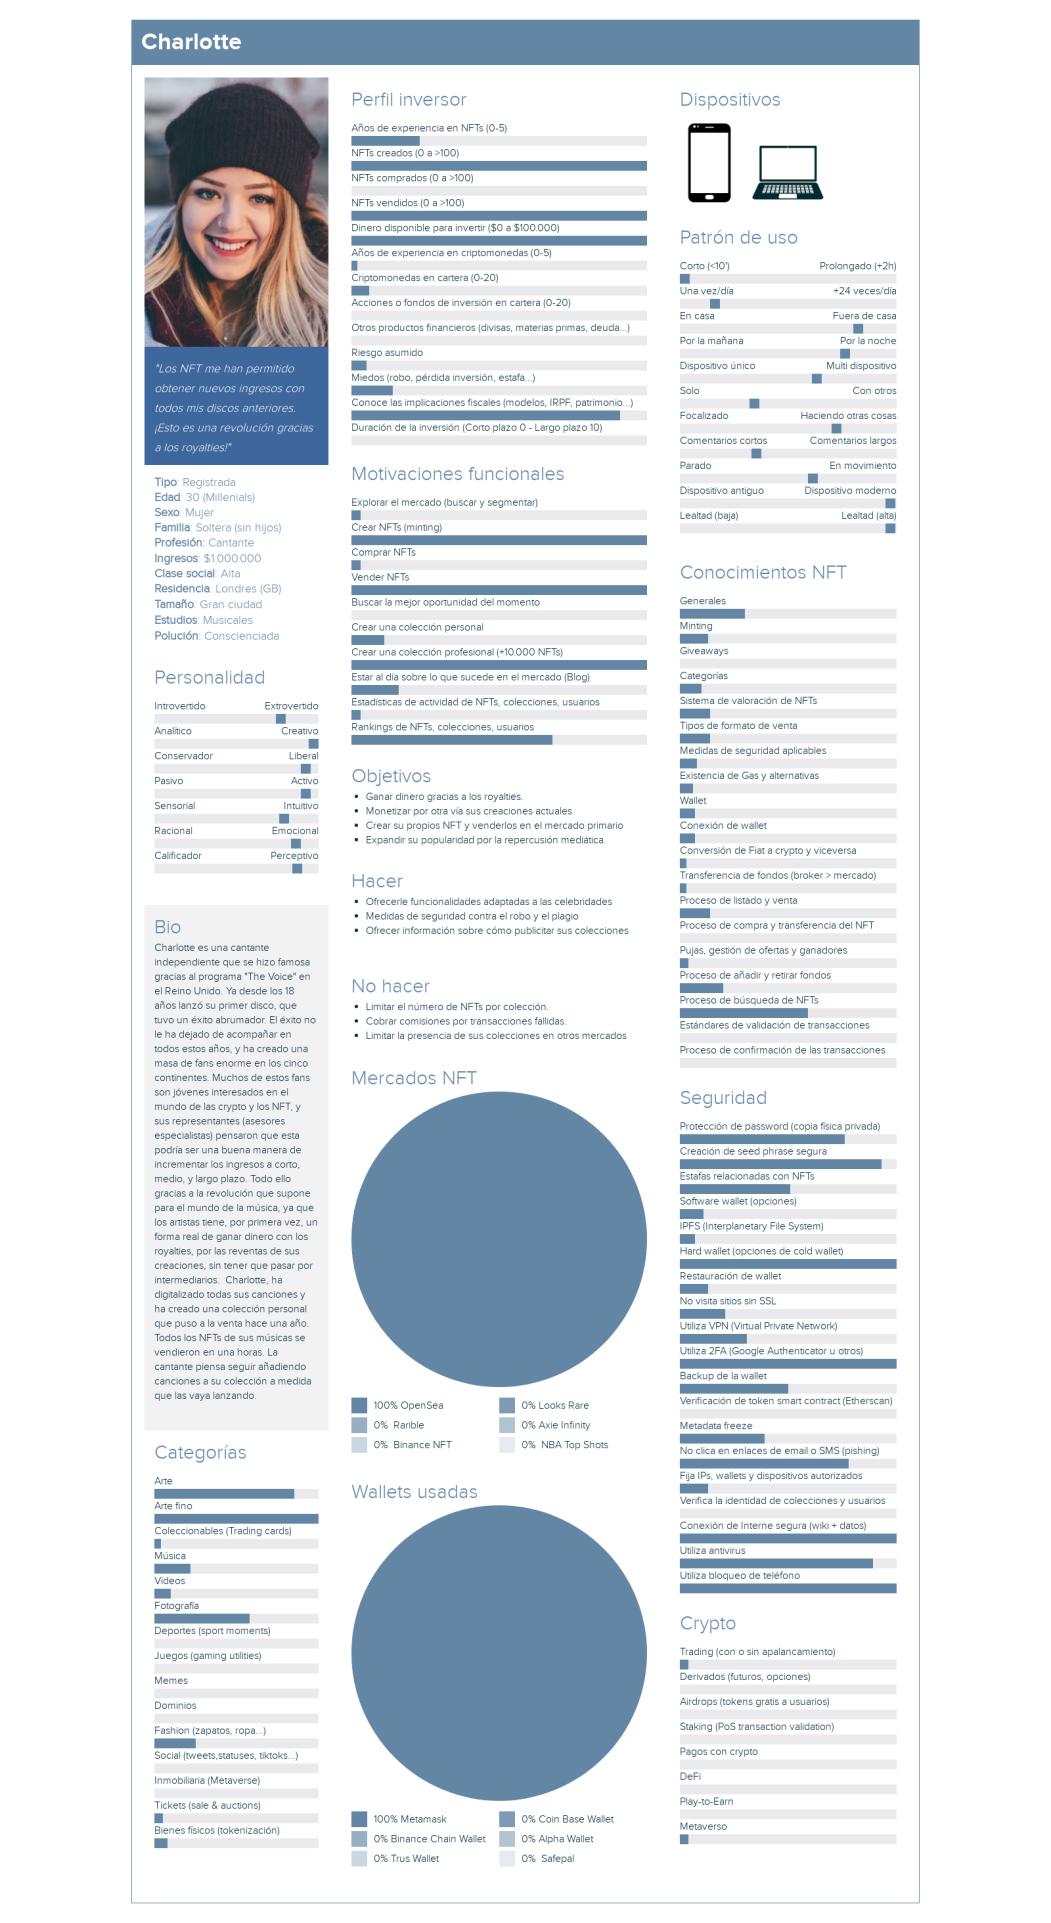 Charlotte
"Los NFT me han permitido
obtener nuevos ingresos con
todos mis discos anteriores.
¡Esto es una revolución gracias
a los royalties!"
Tipo: Registrada
Edad: 30 (Millenials)
Sexo: Mujer
Familia: Soltera (sin hijos)
Profesión: Cantante
Ingresos: $1.000.000
Clase social: Alta
Residencia: Londres (GB)
Tamaño: Gran ciudad
Estudios: Musicales
Polución: Conscienciada
Personalidad
Introvertido Extrovertido
Analítico Creativo
Conservador Liberal
Pasivo Activo
Sensorial Intuitivo
Racional Emocional
Calificador Perceptivo
Bio
Charlotte es una cantante
independiente que se hizo famosa
gracias al programa "The Voice" en
el Reino Unido. Ya desde los 18
años lanzó su primer disco, que
tuvo un éxito abrumador. El éxito no
le ha dejado de acompañar en
todos estos años, y ha creado una
masa de fans enorme en los cinco
continentes. Muchos de estos fans
son jóvenes interesados en el
mundo de las crypto y los NFT, y
sus representantes (asesores
especialistas) pensaron que esta
podría ser una buena manera de
incrementar los ingresos a corto,
medio, y largo plazo. Todo ello
gracias a la revolución que supone
para el mundo de la música, ya que
los artistas tiene, por primera vez, un
forma real de ganar dinero con los
royalties, por las reventas de sus
creaciones, sin tener que pasar por
intermediarios. Charlotte, ha
digitalizado todas sus canciones y
ha creado una colección personal
que puso a la venta hace una año.
Todos los NFTs de sus músicas se
vendieron en una horas. La
cantante piensa seguir añadiendo
canciones a su colección a medida
que las vaya lanzando.
Categorías
Arte
Arte fino
Coleccionables (Trading cards)
Música
Vídeos
Fotografía
Deportes (sport moments)
Juegos (gaming utilities)
Memes
Dominios
Fashion (zapatos, ropa...)
Social (tweets,statuses, tiktoks...)
Inmobiliaria (Metaverse)
Tickets (sale & auctions)
Bienes físicos (tokenización)
Perfil inversor
Años de experiencia en NFTs (0-5)
NFTs creados (0 a >100)
NFTs comprados (0 a >100)
NFTs vendidos (0 a >100)
Dinero disponible para invertir ($0 a $100.000)
Años de experiencia en criptomonedas (0-5)
Criptomonedas en cartera (0-20)
Acciones o fondos de inversión en cartera (0-20)
Otros productos financieros (divisas, materias primas, deuda...)
Riesgo asumido
Miedos (robo, pérdida inversión, estafa...)
Conoce las implicaciones fiscales (modelos, IRPF, patrimonio...)
Duración de la inversión (Corto plazo 0 - Largo plazo 10)
Motivaciones funcionales
Explorar el mercado (buscar y segmentar)
Crear NFTs (minting)
Comprar NFTs
Vender NFTs
Buscar la mejor oportunidad del momento
Crear una colección personal
Crear una colección profesional (+10.000 NFTs)
Estar al día sobre lo que sucede en el mercado (Blog)
Estadísticas de actividad de NFTs, colecciones, usuarios
Rankings de NFTs, colecciones, usuarios
Objetivos
• Ganar dinero gracias a los royalties.
• Monetizar por otra vía sus creaciones actuales
• Crear su propios NFT y venderlos en el mercado primario
• Expandir su popularidad por la repercusión mediática.
Hacer
• Ofrecerle funcionalidades adaptadas a las celebridades
• Medidas de seguridad contra el robo y el plagio
• Ofrecer información sobre cómo publicitar sus colecciones
No hacer
• Limitar el número de NFTs por colección.
• Cobrar comisiones por transacciones fallidas.
• Limitar la presencia de sus colecciones en otros mercados
Mercados NFT
100% OpenSea 0% Looks Rare
0% Rarible 0% Axie Infinity
0% Binance NFT 0% NBA Top Shots
Wallets usadas
100% Metamask 0% Coin Base Wallet
0% Binance Chain Wallet 0% Alpha Wallet
0% Trus Wallet 0% Safepal
Dispositivos
Patrón de uso
Corto (<10') Prolongado (+2h)
Una vez/día +24 veces/día
En casa Fuera de casa
Por la mañana Por la noche
Dispositivo único Multi dispositivo
Solo Con otros
Focalizado Haciendo otras cosas
Comentarios cortos Comentarios largos
Parado En movimiento
Dispositivo antiguo Dispositivo moderno
Lealtad (baja) Lealtad (alta)
Conocimientos NFT
Generales
Minting
Giveaways
Categorías
Sistema de valoración de NFTs
Tipos de formato de venta
Medidas de seguridad aplicables
Existencia de Gas y alternativas
Wallet
Conexión de wallet
Conversión de Fiat a crypto y viceversa
Transferencia de fondos (broker > mercado)
Proceso de listado y venta
Proceso de compra y transferencia del NFT
Pujas, gestión de ofertas y ganadores
Proceso de añadir y retirar fondos
Proceso de búsqueda de NFTs
Estándares de validación de transacciones
Proceso de confirmación de las transacciones
Seguridad
Protección de password (copia física privada)
Creación de seed phrase segura
Estafas relacionadas con NFTs
Software wallet (opciones)
IPFS (Interplanetary File System)
Hard wallet (opciones de cold wallet)
Restauración de wallet
No visita sitios sin SSL
Utiliza VPN (Virtual Private Network)
Utiliza 2FA (Google Authenticator u otros)
Backup de la wallet
Verificación de token smart contract (Etherscan)
Metadata freeze
No clica en enlaces de email o SMS (pishing)
Fija IPs, wallets y dispositivos autorizados
Verifica la identidad de colecciones y usuarios
Conexión de Interne segura (wiki + datos)
Utiliza antivirus
Utiliza bloqueo de teléfono
Crypto
Trading (con o sin apalancamiento)
Derivados (futuros, opciones)
Airdrops (tokens gratis a usuarios)
Staking (PoS transaction validation)
Pagos con crypto
DeFi
Play-to-Earn
Metaverso